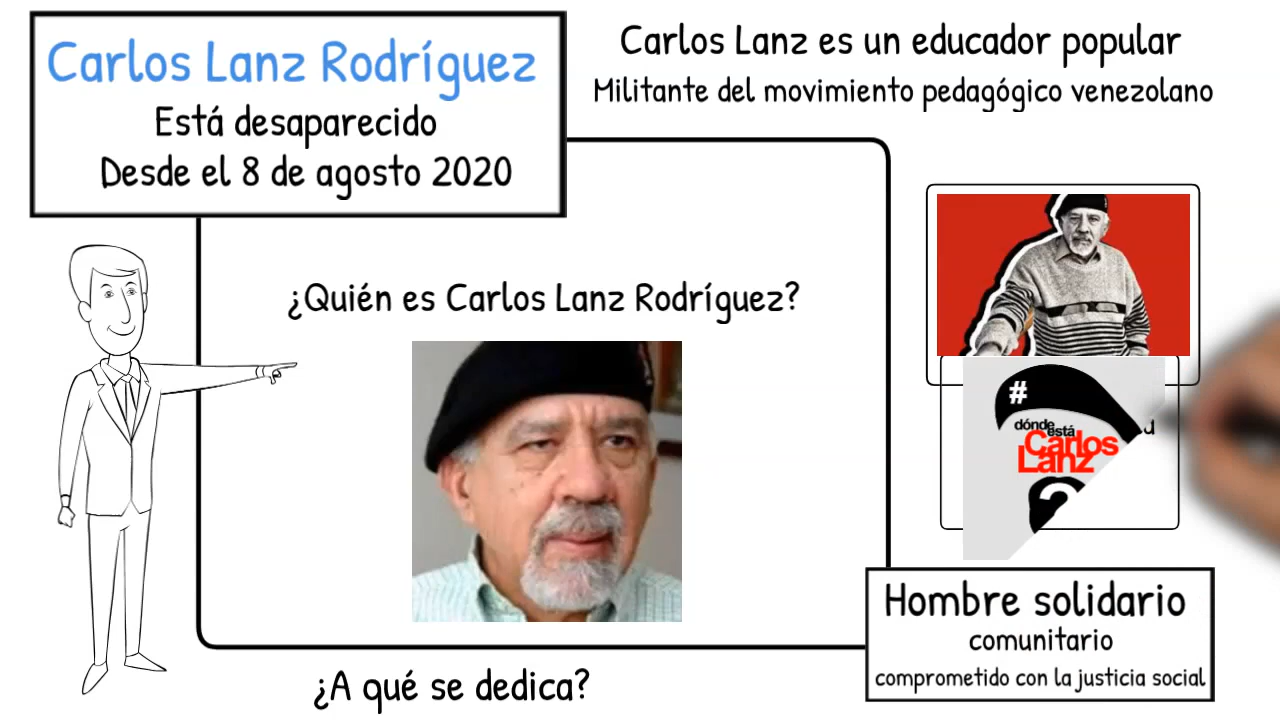 Carlos Lanz Rodríguez
Está desaparecido
Desde el 8 de agosto 2020
Carlos Lanz es un educador popular
Militante del movimiento pedagógico venezolano
¿Quién es Carlos Lanz Rodríguez?
#
dónde
está
Carlos
Lanz
?
Hombre solidario
comunitario
comprometido con la justicia social
¿A qué se dedica?